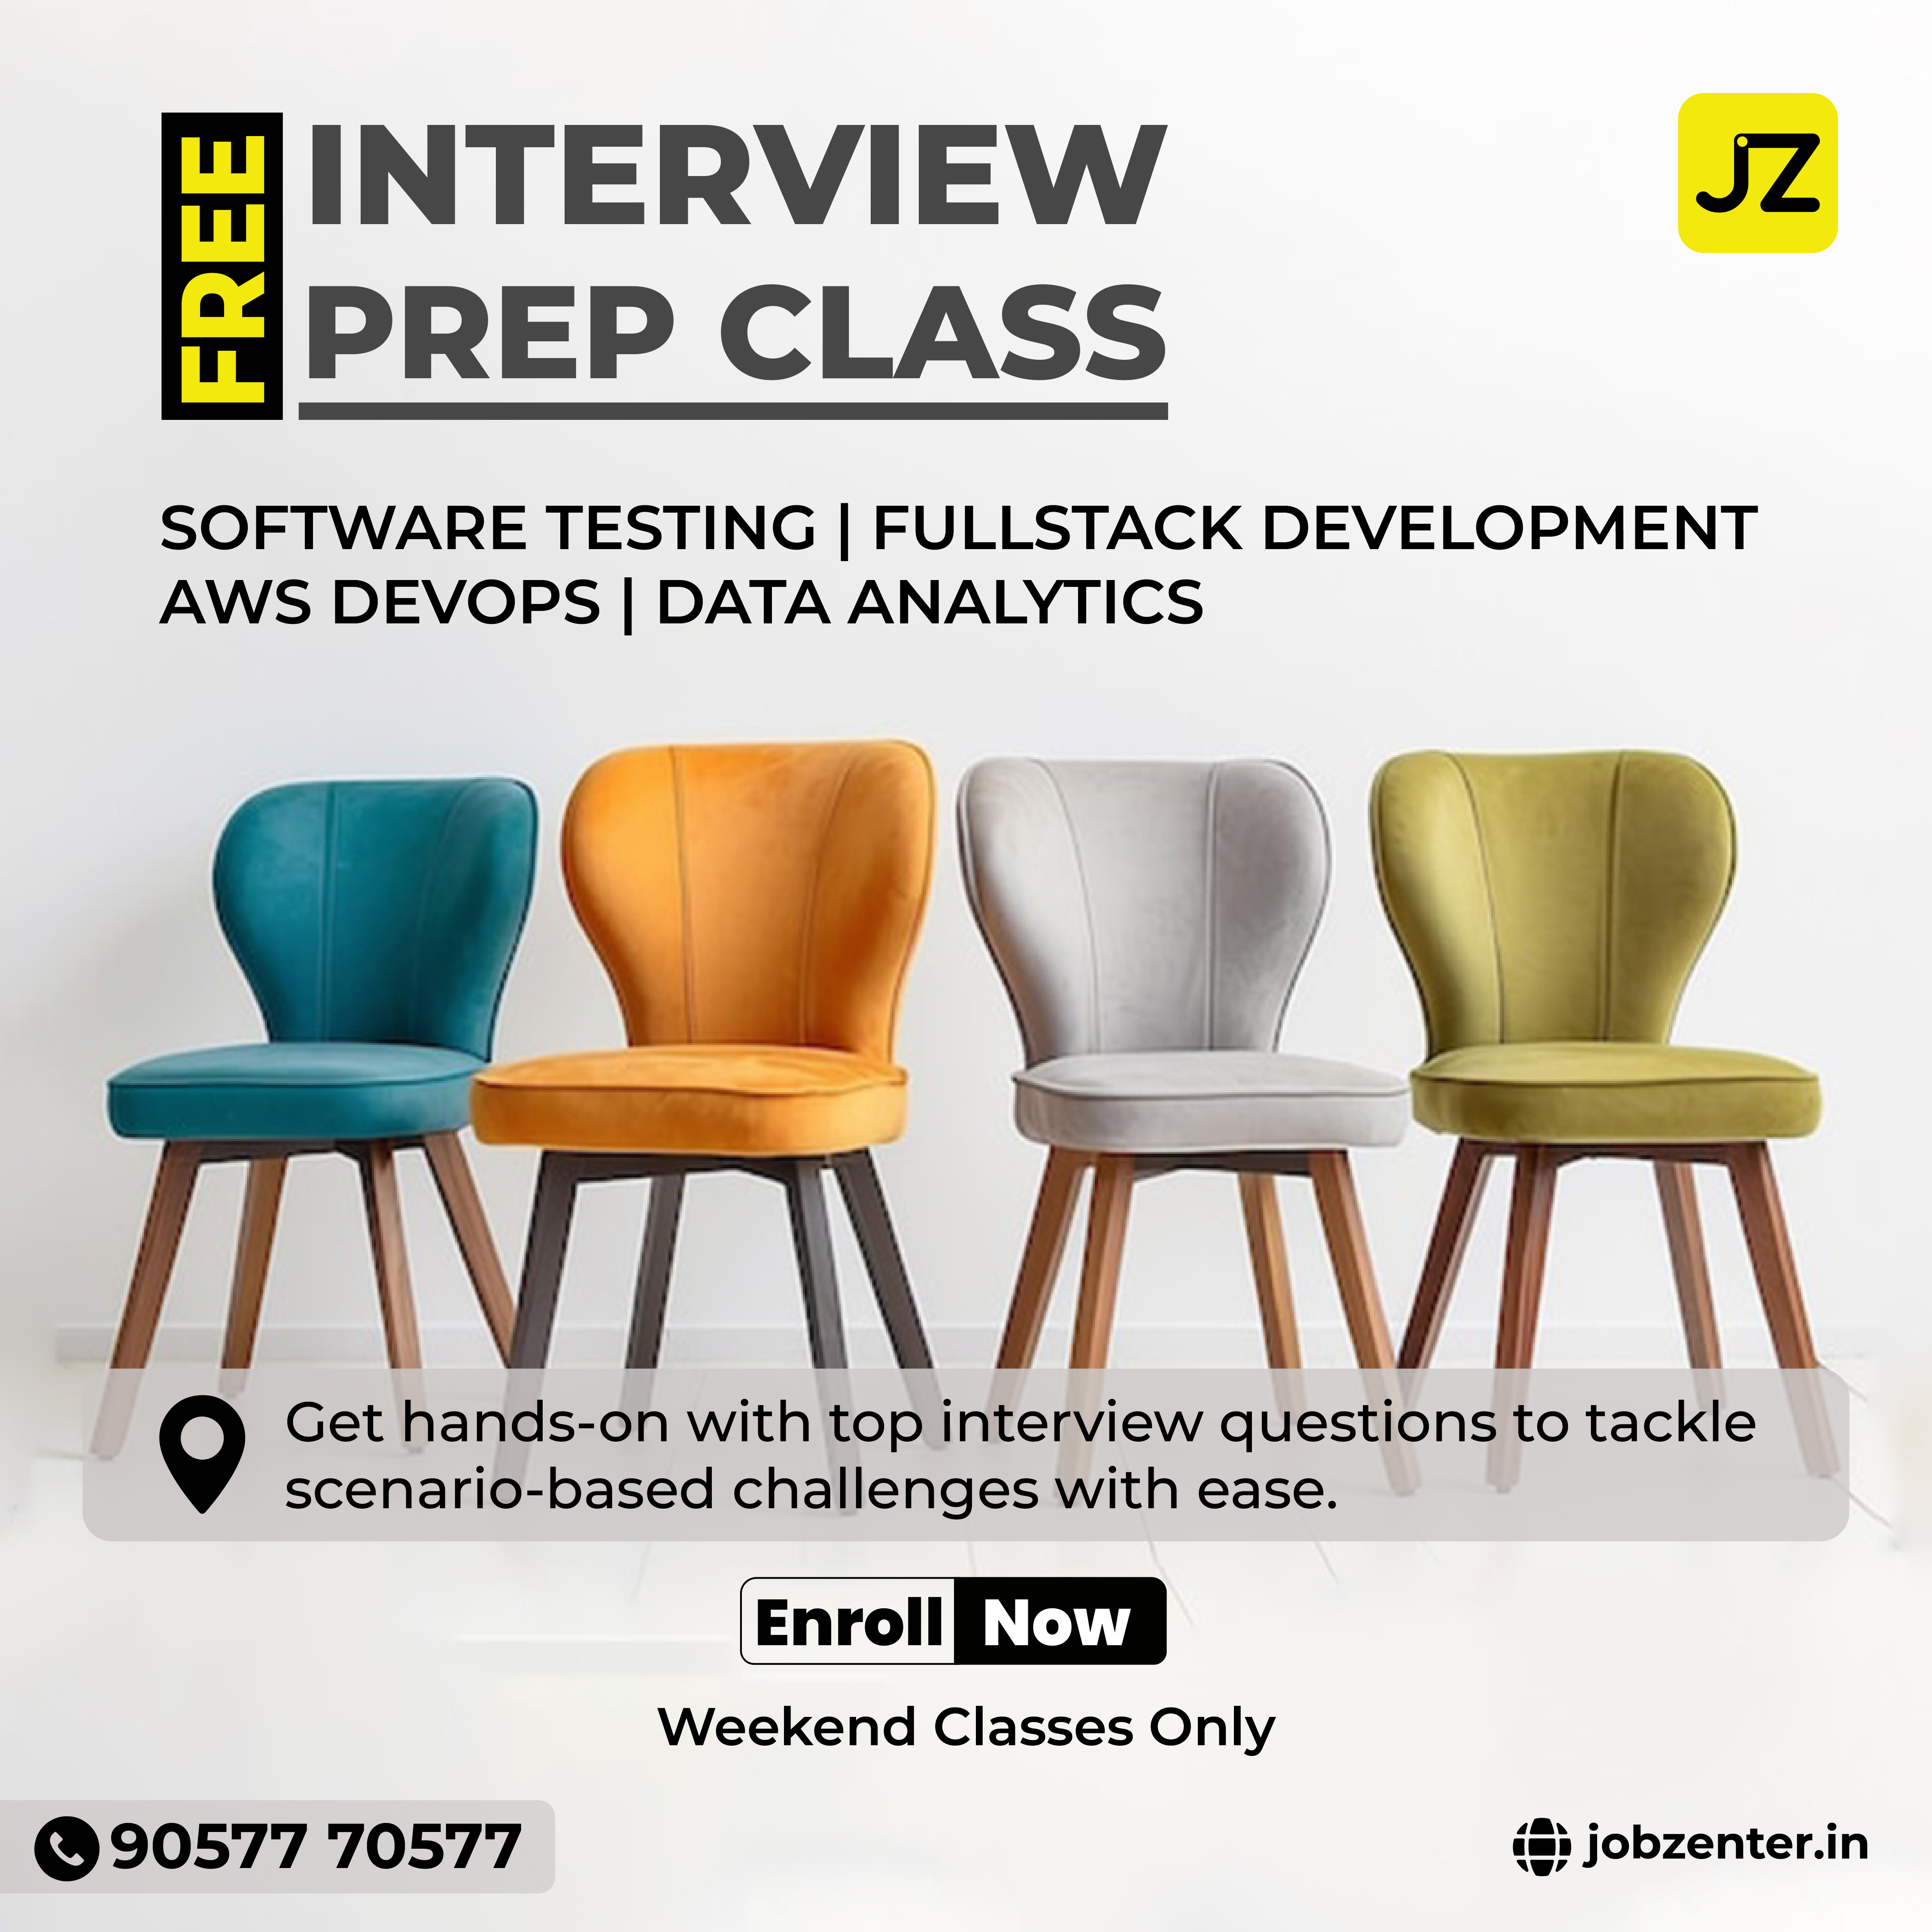 FREE
INTERVIEW
PREP CLASS
JZ
SOFTWARE TESTING | FULLSTACK DEVELOPMENT
AWS DEVOPS | DATA ANALYTICS
Get hands-on with top interview questions to tackle
scenario-based challenges with ease.
Enroll Now
Weekend Classes Only
90577 70577
jobzenter.in